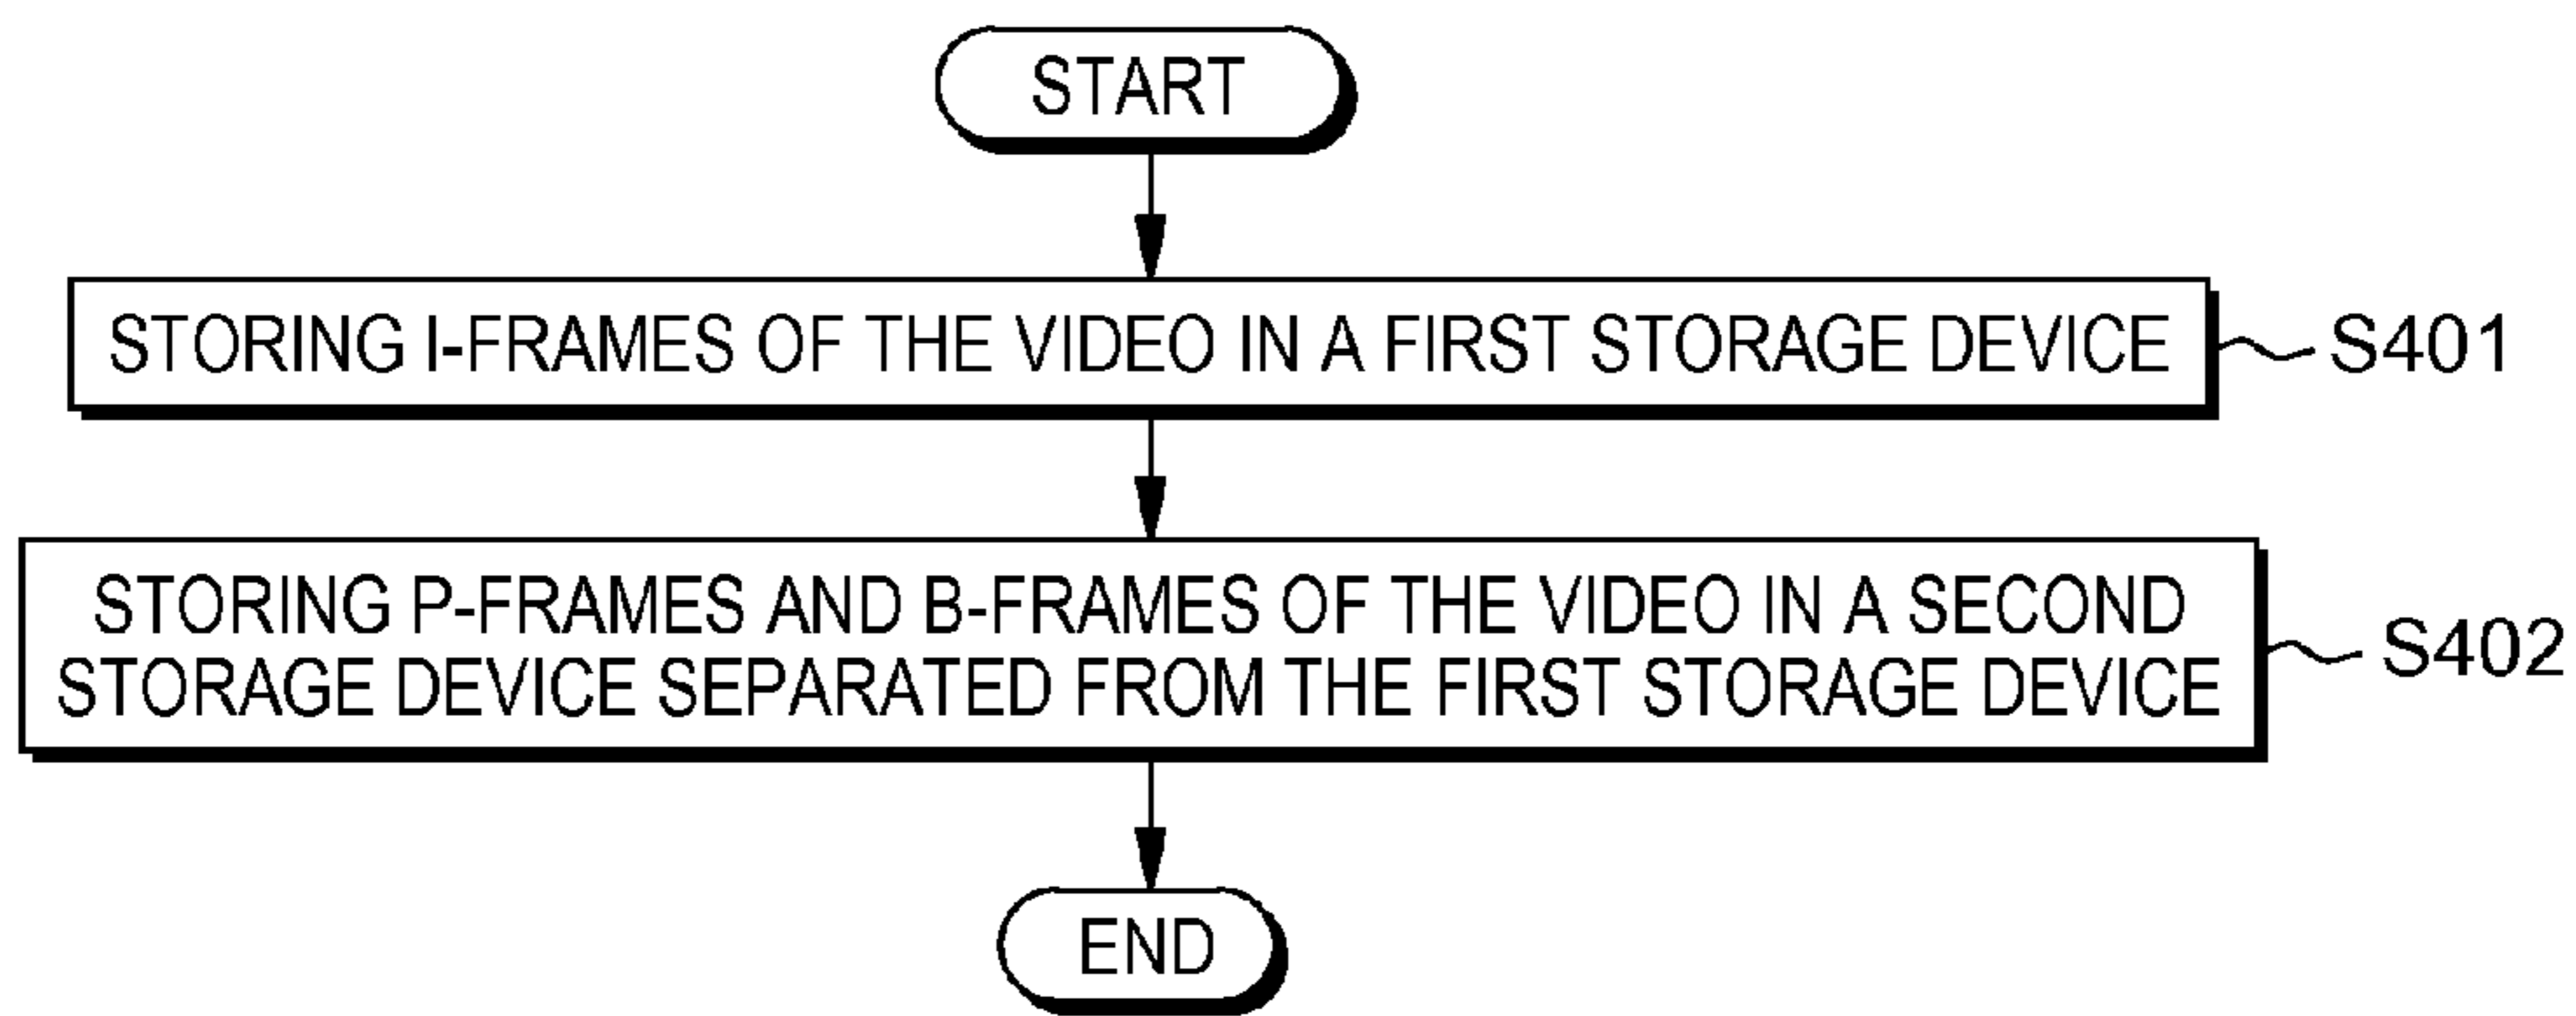 START
STORING I-FRAMES OF THE VIDEO IN A FIRST STORAGE DEVICE
S401
STORING P-FRAMES AND B-FRAMES OF THE VIDEO IN A SECOND
STORAGE DEVICE SEPARATED FROM THE FIRST STORAGE DEVICE
S402
END